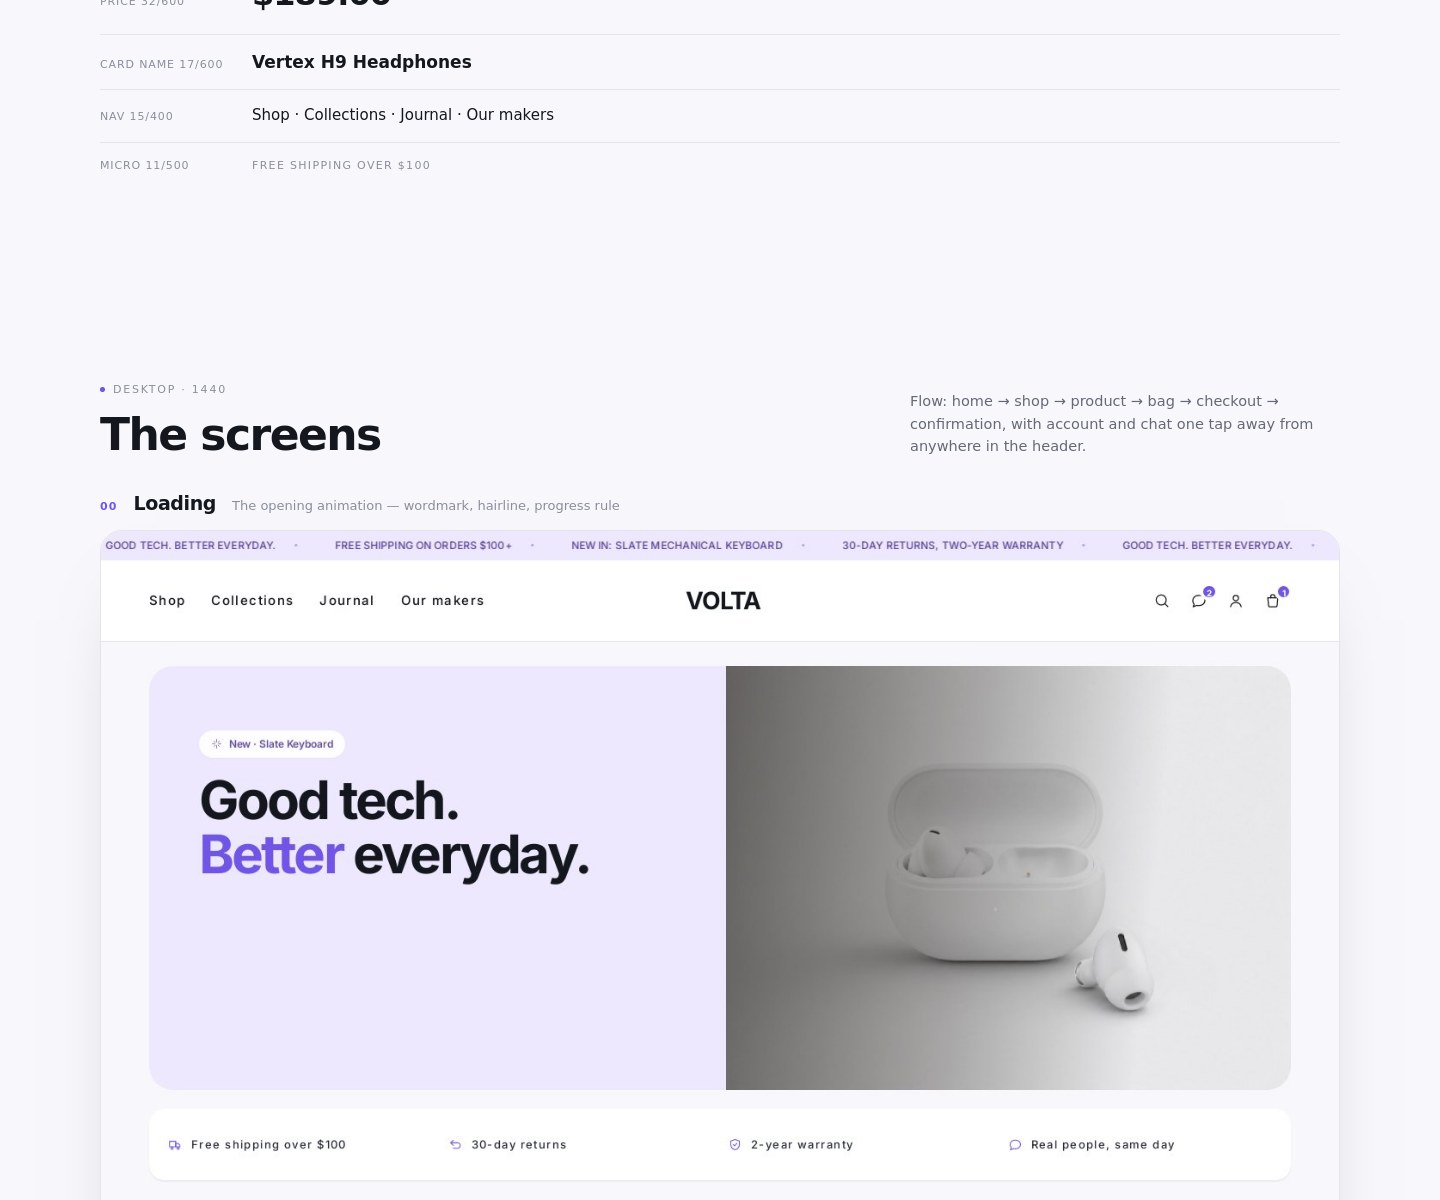 PRICE 32/600
$189.00
CARD NAME 17/600
Vertex H9 Headphones
NAV 15/400
Shop · Collections · Journal · Our makers
MICRO 11/500
FREE SHIPPING OVER $100
DESKTOP · 1440
The screens
Flow: home → shop → product → bag → checkout →
confirmation, with account and chat one tap away from
anywhere in the header.
00 Loading The opening animation — wordmark, hairline, progress rule
GOOD TECH. BETTER EVERYDAY. • FREE SHIPPING ON ORDERS $100+ • NEW IN: SLATE MECHANICAL KEYBOARD • 30-DAY RETURNS, TWO-YEAR WARRANTY • GOOD TECH. BETTER EVERYDAY. •
Shop Collections Journal Our makers VOLTA 2 1
New · Slate Keyboard
Good tech.
Better everyday.
Free shipping over $100 30-day returns 2-year warranty Real people, same day